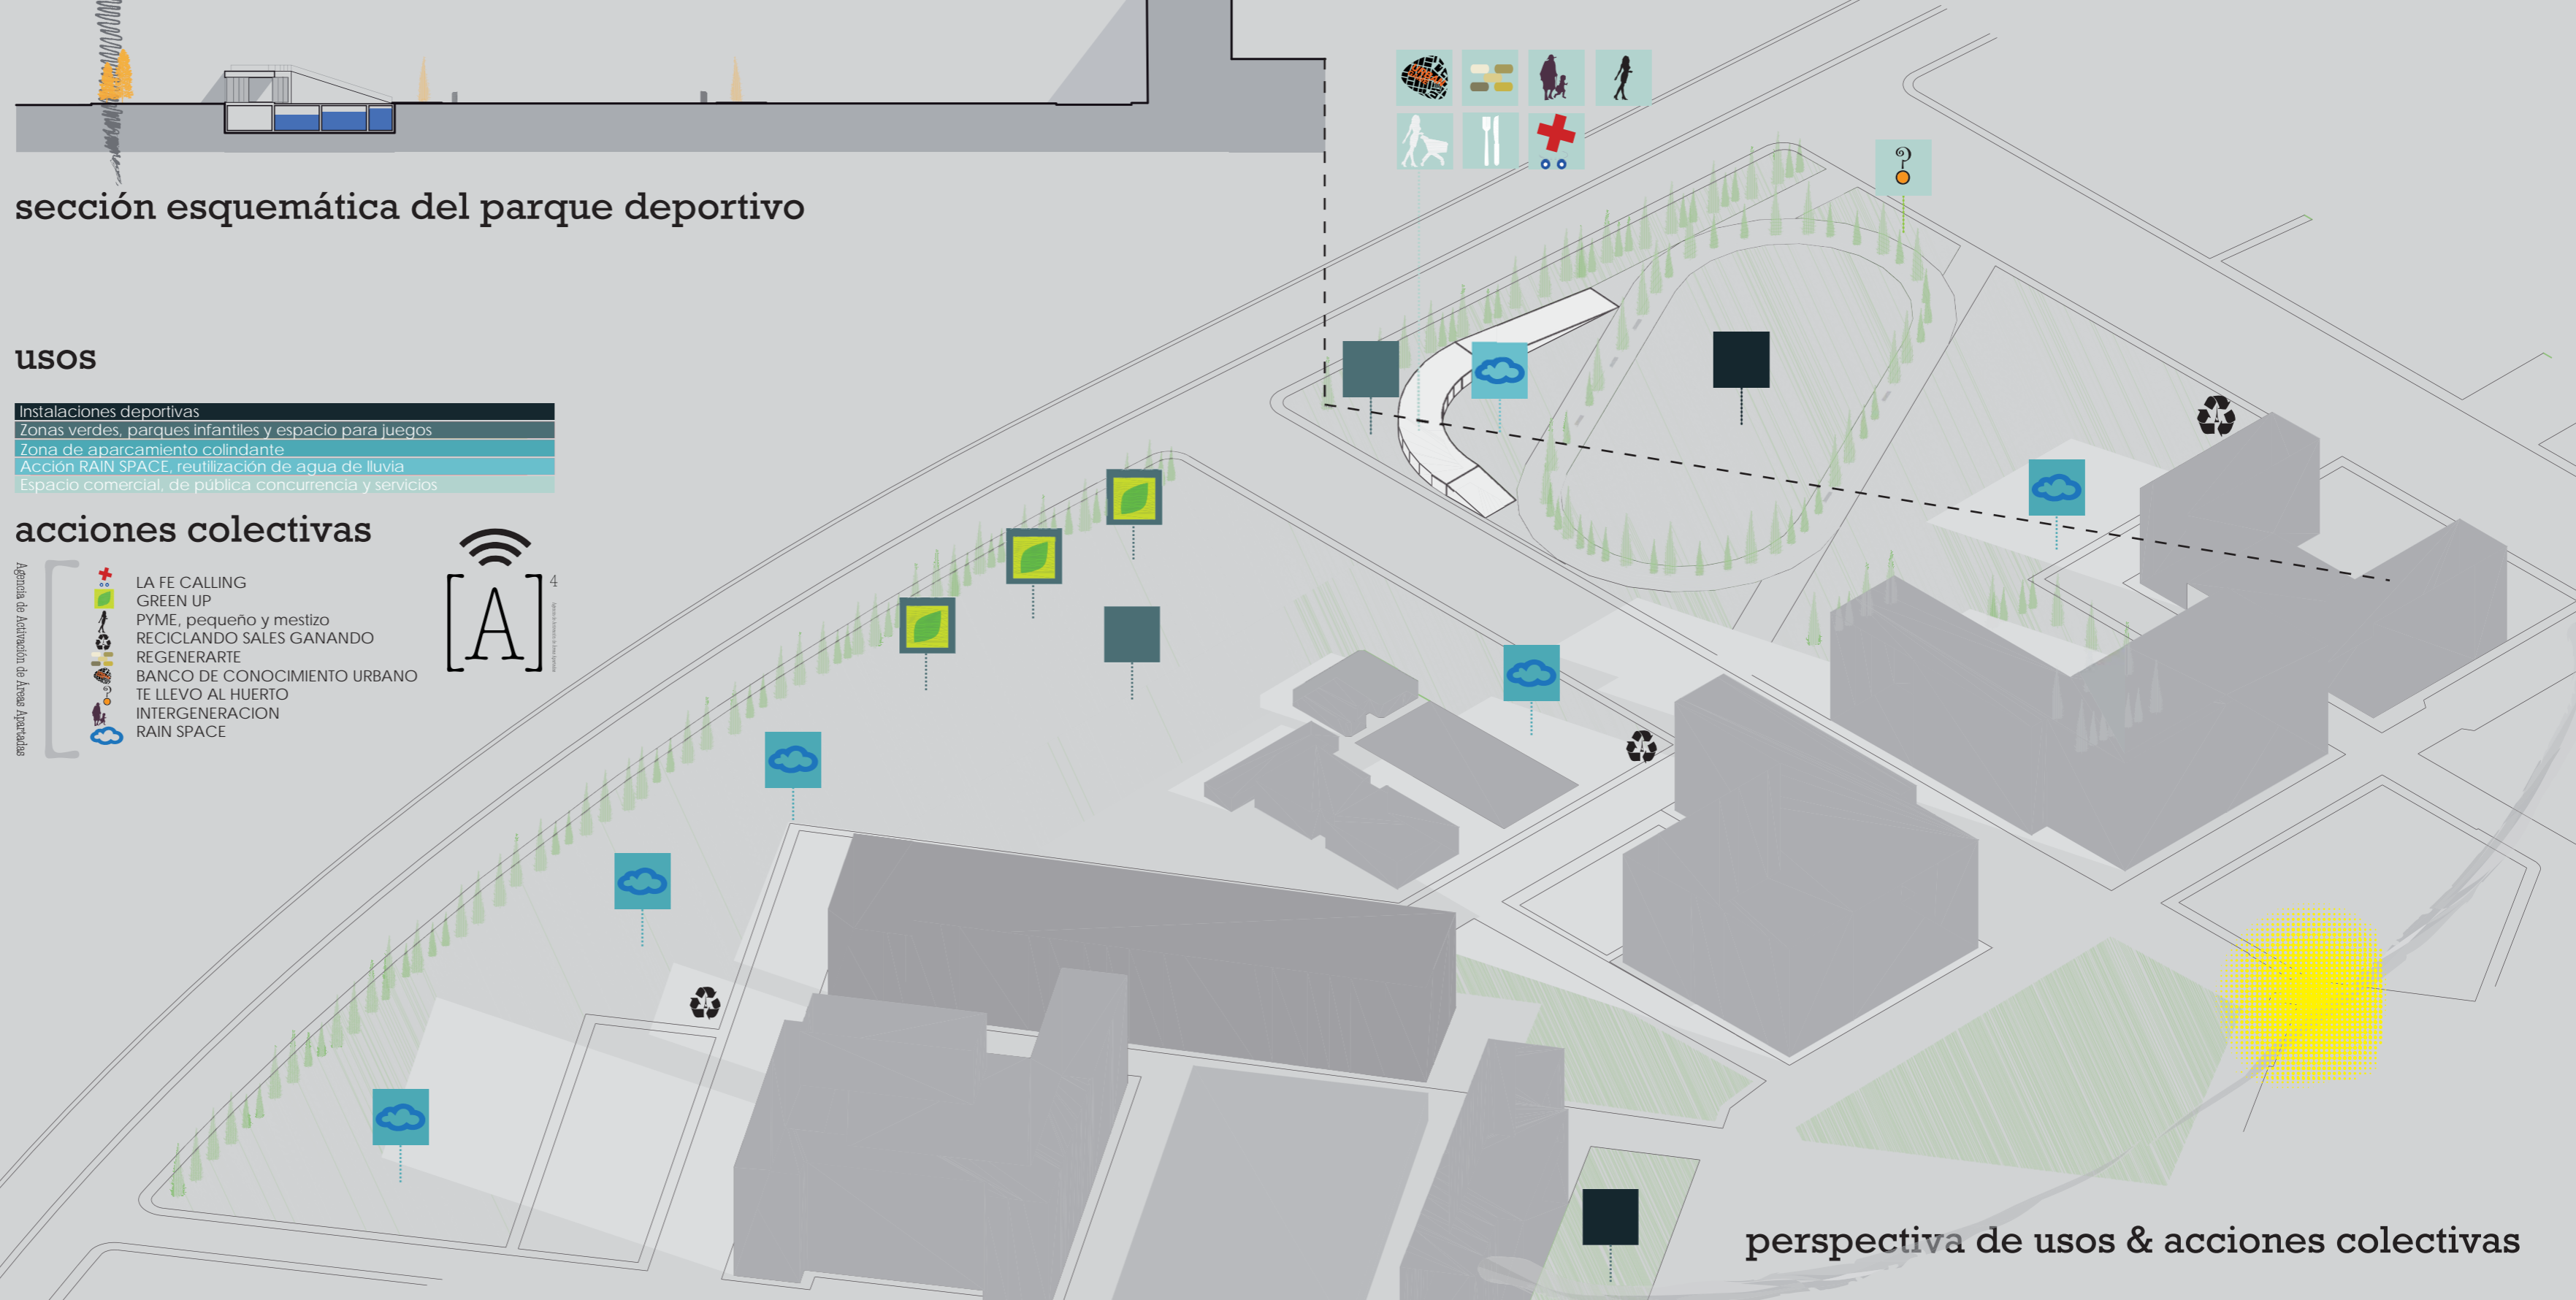 sección esquemática del parque deportivo
usos
Instalaciones deportivas
Zonas verdes, parques infantiles y espacio para juegos
Zona de aparcamiento colindante
Acción RAIN SPACE, reutilización de agua de lluvia
Espacio comercial, de pública concurrencia y servicios
acciones colectivas
Agencia de Activación de Áreas Apartadas
LA FE CALLING
GREEN UP
PYME, pequeño y mestizo
RECICLANDO SALES GANANDO
REGENERARTE
BANCO DE CONOCIMIENTO URBANO
TE LLEVO AL HUERTO
INTERGENERACION
RAIN SPACE
[A]4
perspectiva de usos & acciones colectivas